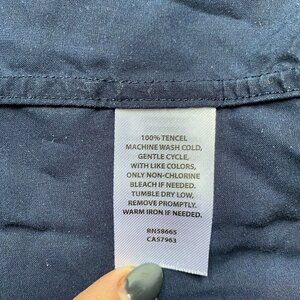 100% TENCEL
MACHINE WASH COLD,
GENTLE CYCLE,
WITH LIKE COLORS,
ONLY NON-CHLORINE
BLEACH IF NEEDED.
TUMBLE DRY LOW,
REMOVE PROMPTLY.
WARM IRON IF NEEDED.
RN58665
CA57963